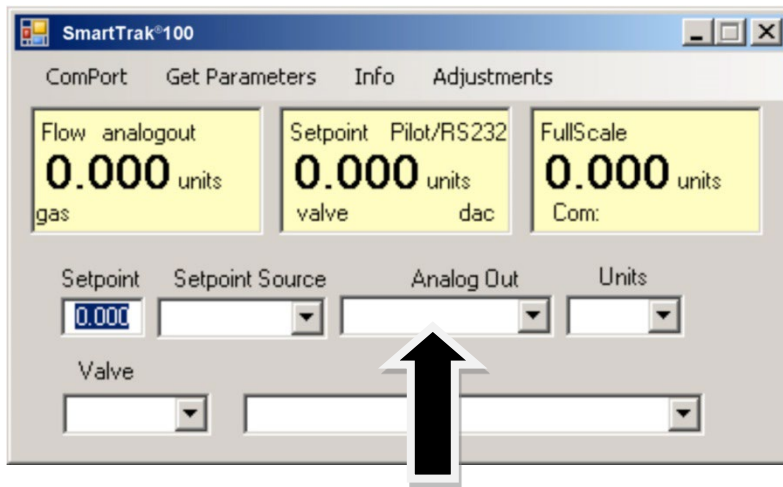 SmartTrak®100
ComPort Get Parameters Info Adjustments
Flow analogout
0.000 units
gas
Setpoint Pilot/RS232
0.000 units
valve dac
FullScale
0.000 units
Com:
Setpoint Setpoint Source Analog Out Units
0.000
Valve